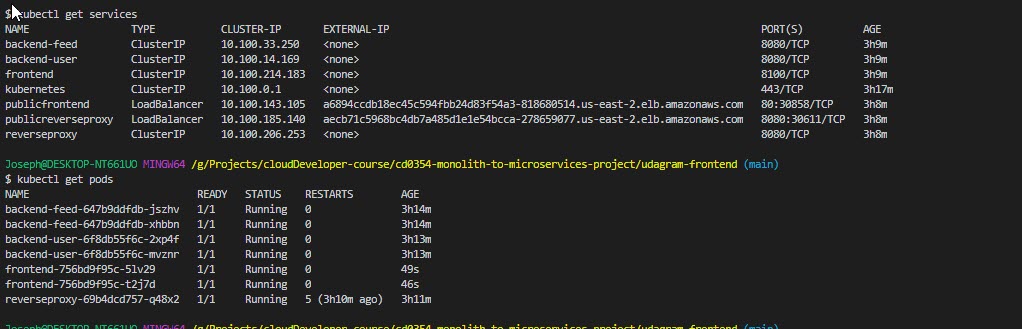 $ kubectl get services
NAME TYPE CLUSTER-IP EXTERNAL-IP PORT(S) AGE
backend-feed ClusterIP 10.100.33.250 <none> 8080/TCP 3h9m
backend-user ClusterIP 10.100.14.169 <none> 8080/TCP 3h9m
frontend ClusterIP 10.100.214.183 <none> 8100/TCP 3h9m
kubernetes ClusterIP 10.100.0.1 <none> 443/TCP 3h17m
publicfrontend LoadBalancer 10.100.143.105 a6894ccdb18ec45c594fbb24d83f54a3-818680514.us-east-2.elb.amazonaws.com 80:30858/TCP 3h8m
publicreverseproxy LoadBalancer 10.100.185.140 aecb71c5968bc4db7a485d1e1e54bcca-278659077.us-east-2.elb.amazonaws.com 8080:30611/TCP 3h8m
reverseproxy ClusterIP 10.100.206.253 <none> 8080/TCP 3h8m
Joseph@DESKTOP-NT661UO MINGW64 /g/Projects/cloudDeveloper-course/cd0354-monolith-to-microservices-project/udagram-frontend (main)
$ kubectl get pods
NAME READY STATUS RESTARTS AGE
backend-feed-647b9ddfdb-jszhv 1/1 Running 0 3h14m
backend-feed-647b9ddfdb-xhbbn 1/1 Running 0 3h14m
backend-user-6f8db55f6c-2xp4f 1/1 Running 0 3h13m
backend-user-6f8db55f6c-mvznr 1/1 Running 0 3h13m
frontend-756bd9f95c-5lv29 1/1 Running 0 49s
frontend-756bd9f95c-t2j7d 1/1 Running 0 46s
reverseproxy-69b4dcd757-q48x2 1/1 Running 5 (3h10m ago) 3h11m
Joseph@DESKTOP-NT661UO MINGW64 /g/Projects/cloudDeveloper-course/cd0354-monolith-to-microservices-project/udagram-frontend (main)